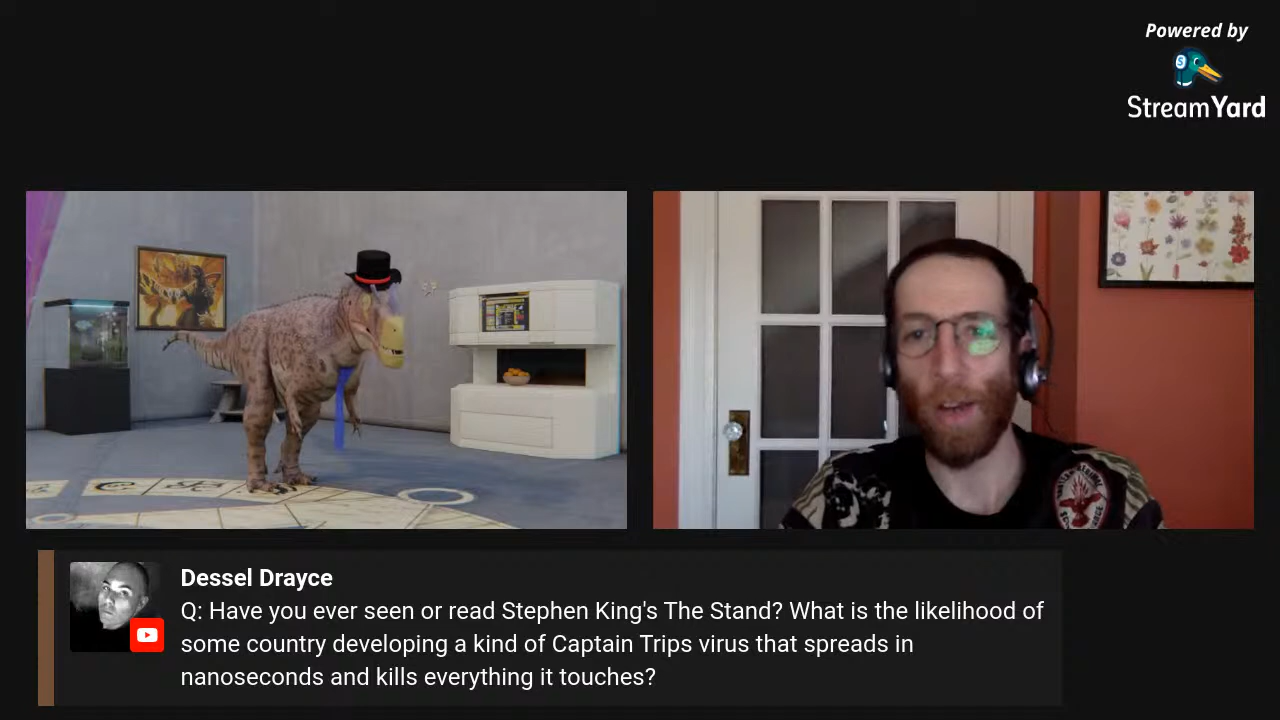 Powered by
StreamYard
Dessel Drayce
Q: Have you ever seen or read Stephen King's The Stand? What is the likelihood of
some country developing a kind of Captain Trips virus that spreads in
nanoseconds and kills everything it touches?